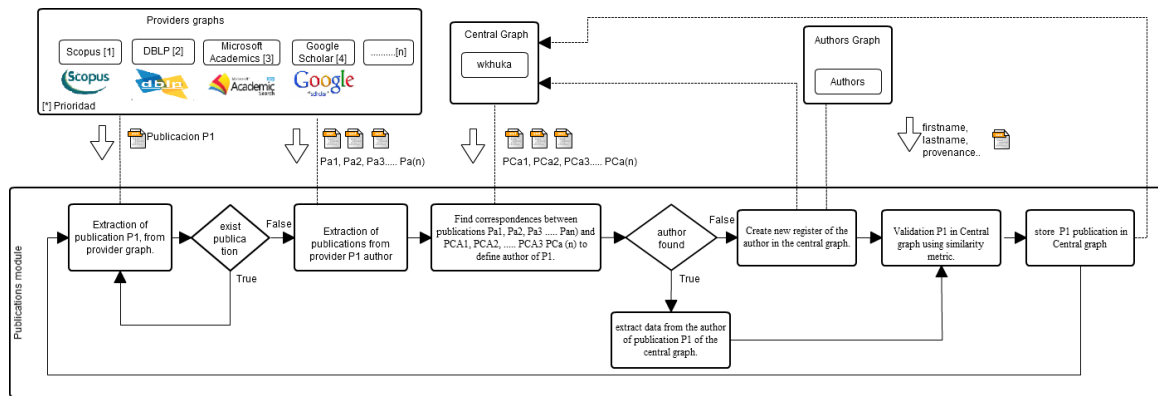 Providers graphs
Scopus [1]
DBLP [2]
Microsoft
Academics [3]
Google
Scholar [4]
..........[n]
Scopus
dblp
Academic
Search
Google
[*] Prioridad
Central Graph
wkhuka
Authors Graph
Authors
Publicacion P1
Pa1, Pa2, Pa3..... Pa(n)
PCa1, PCa2, PCa3.... PCa(n)
firstname,
lastname,
provenance..
Publications module
Extraction of
publication P1, from
provider graph.
exist
publica
tion
False
True
Extraction of
publications from
provider P1 author
Find correspondences between
publications Pa1, Pa2, Pa3 ..... Pan) and
PCA1, PCA2, ..... PCA3 PCa (n) to
define author of P1.
author
found
False
True
Create new register of the
author in the central graph.
extract data from the author
of publication P1 of the
central graph.
Validation P1 in Central
graph using similarity
metric.
store  P1 publication in
Central graph